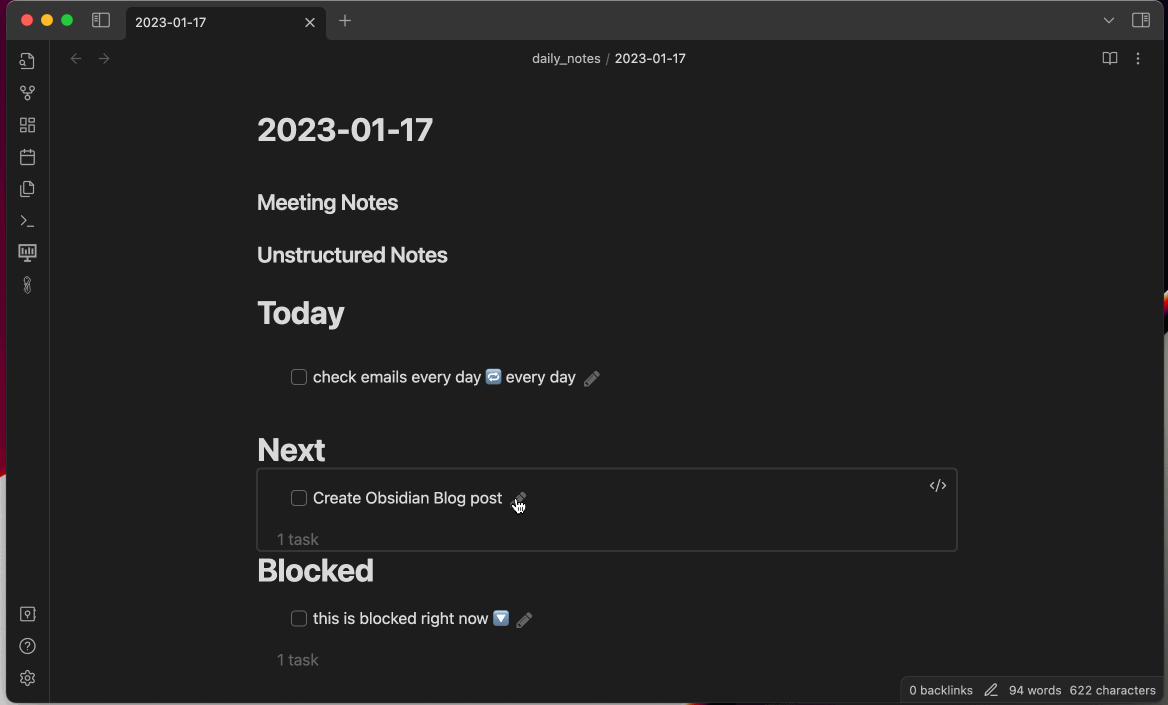 2023-01-17
daily_notes / 2023-01-17
2023-01-17
Meeting Notes
Unstructured Notes
Today
check emails every day 🔁 every day
Next
</>
Create Obsidian Blog post
1 task
Blocked
this is blocked right now 🔽
1 task
0 backlinks 94 words 622 characters